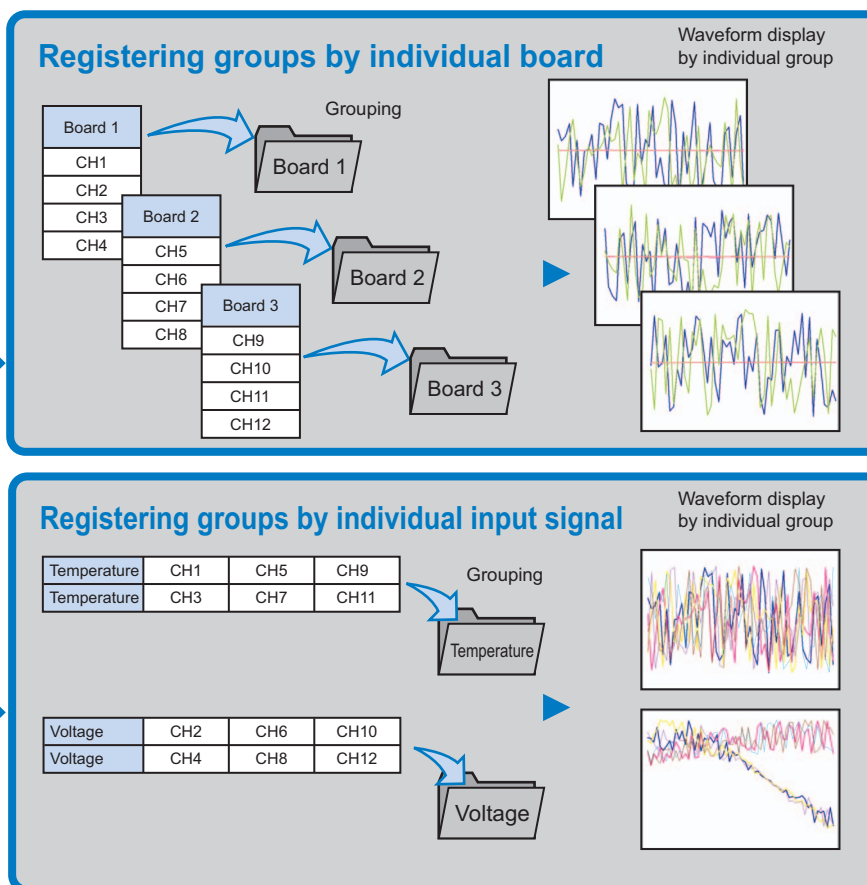 Registering groups by individual board
Waveform display
by individual group
Grouping
Board 1
CH1
CH2
CH3
CH4
Board 2
CH5
CH6
CH7
CH8
Board 3
CH9
CH10
CH11
CH12
Board 1
Board 2
Board 3
Registering groups by individual input signal
Waveform display
by individual group
Temperature CH1 CH5 CH9
Temperature CH3 CH7 CH11
Grouping
Temperature
Voltage CH2 CH6 CH10
Voltage CH4 CH8 CH12
Voltage